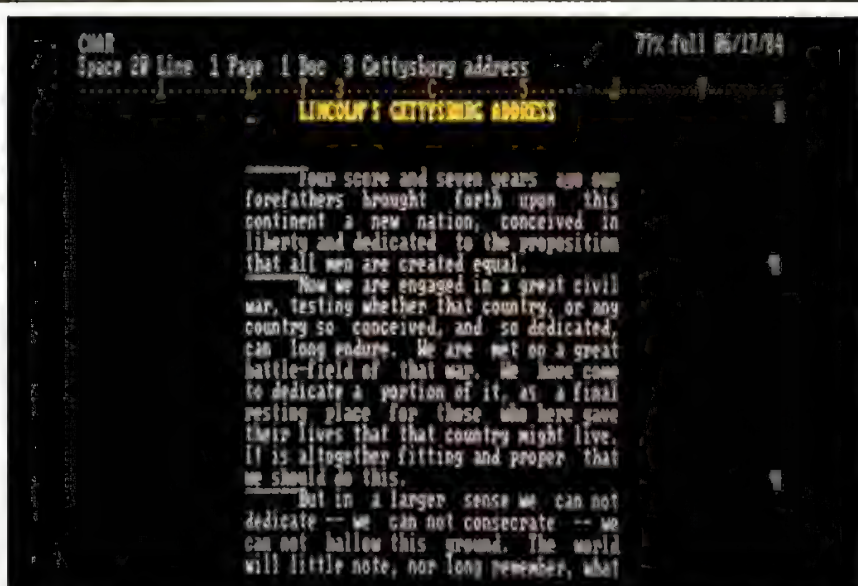 CHAR 77% full 06/17/84
Space 20 Line 1 Page 1 Doc 3 Gettysburg address
LINCOLN'S GETTYSBURG ADDRESS
Four score and seven years ago our
forefathers brought forth upon this
continent a new nation, conceived in
liberty and dedicated to the proposition
that all men are created equal.
Now we are engaged in a great civil
war, testing whether that country, or any
country so conceived, and so dedicated,
can long endure. We are met on a great
battle-field of that war. We have come
to dedicate a portion of it, as a final
resting place for those who here gave
their lives that that country might live.
It is altogether fitting and proper that
we should do this.
But in a larger sense we can not
dedicate -- we can not consecrate -- we
can not hallow this ground. The world
will little note, nor long remember, what